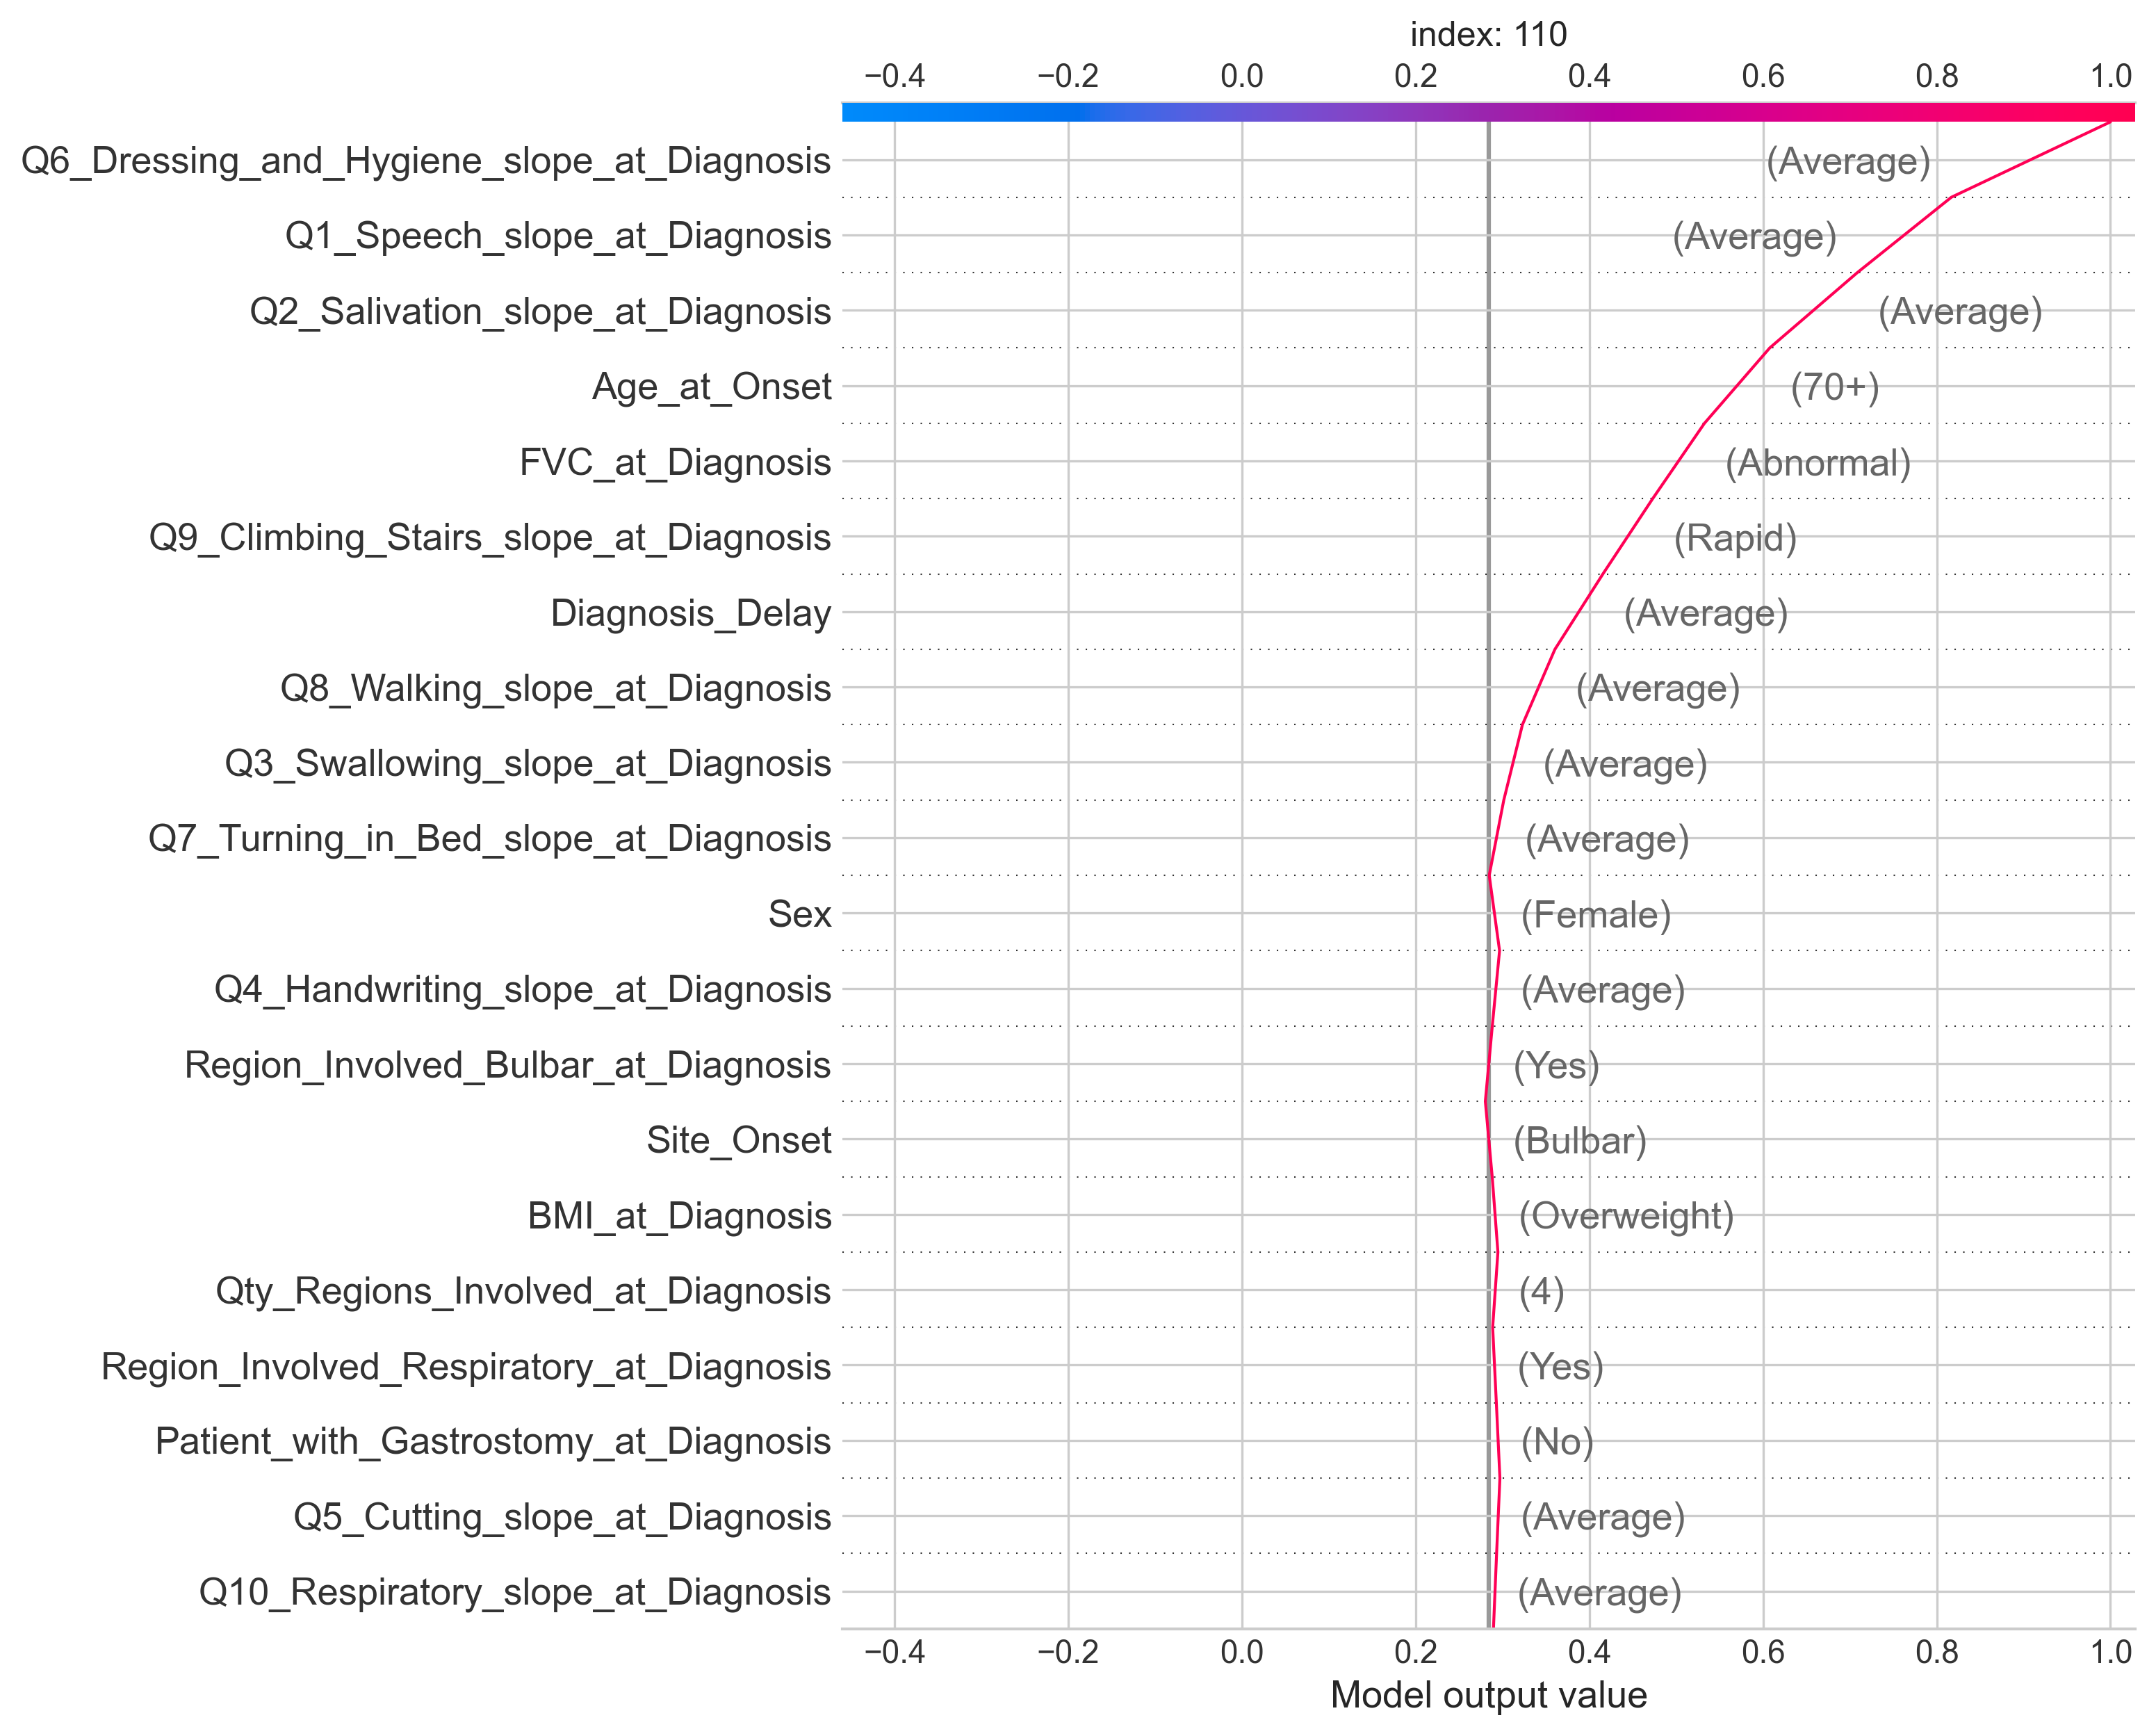 index: 110
−0.4 −0.2 0.0 0.2 0.4 0.6 0.8 1.0
Q6_Dressing_and_Hygiene_slope_at_Diagnosis (Average)
Q1_Speech_slope_at_Diagnosis (Average)
Q2_Salivation_slope_at_Diagnosis (Average)
Age_at_Onset (70+)
FVC_at_Diagnosis (Abnormal)
Q9_Climbing_Stairs_slope_at_Diagnosis (Rapid)
Diagnosis_Delay (Average)
Q8_Walking_slope_at_Diagnosis (Average)
Q3_Swallowing_slope_at_Diagnosis (Average)
Q7_Turning_in_Bed_slope_at_Diagnosis (Average)
Sex (Female)
Q4_Handwriting_slope_at_Diagnosis (Average)
Region_Involved_Bulbar_at_Diagnosis (Yes)
Site_Onset (Bulbar)
BMI_at_Diagnosis (Overweight)
Qty_Regions_Involved_at_Diagnosis (4)
Region_Involved_Respiratory_at_Diagnosis (Yes)
Patient_with_Gastrostomy_at_Diagnosis (No)
Q5_Cutting_slope_at_Diagnosis (Average)
Q10_Respiratory_slope_at_Diagnosis (Average)
−0.4 −0.2 0.0 0.2 0.4 0.6 0.8 1.0
Model output value